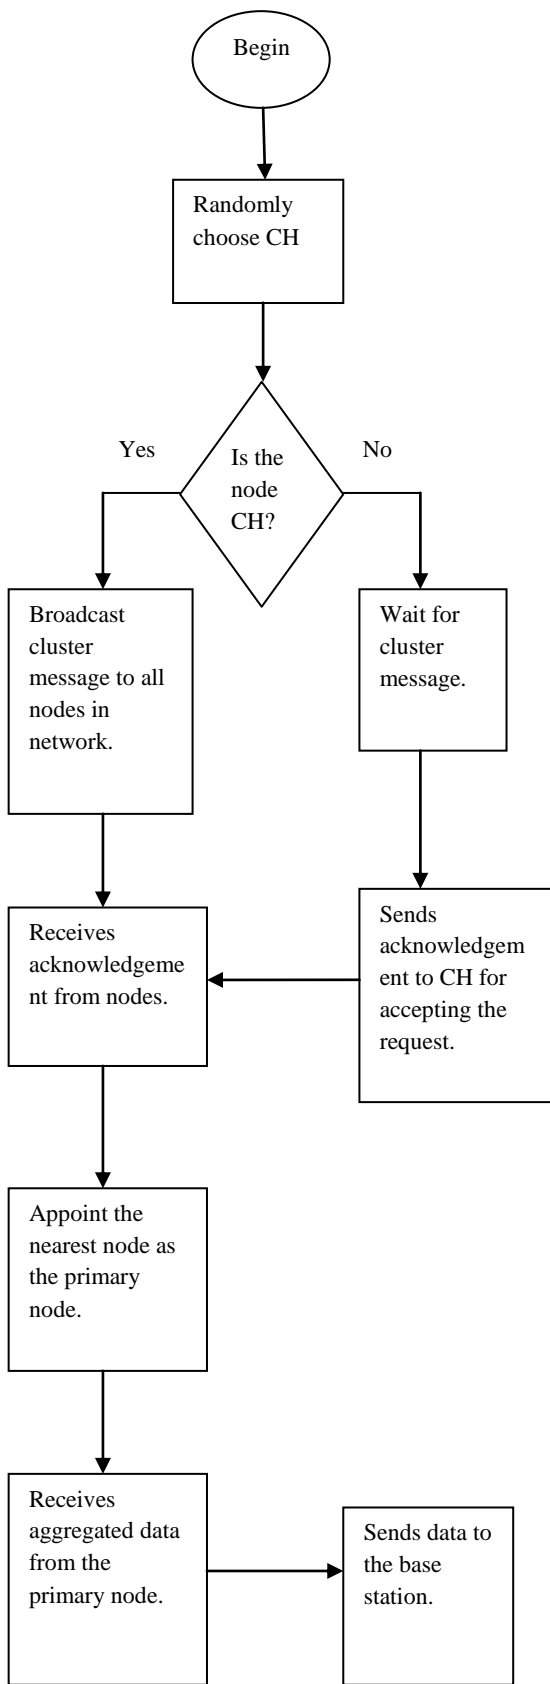 Begin
Randomly
choose CH
Yes
No
Is the
node
CH?
Broadcast
cluster
message to all
nodes in
network.
Wait for
cluster
message.
Receives
acknowledgeme
nt from nodes.
Sends
acknowledgem
ent to CH for
accepting the
request.
Appoint the
nearest node as
the primary
node.
Receives
aggregated data
from the
primary node.
Sends data to
the base
station.